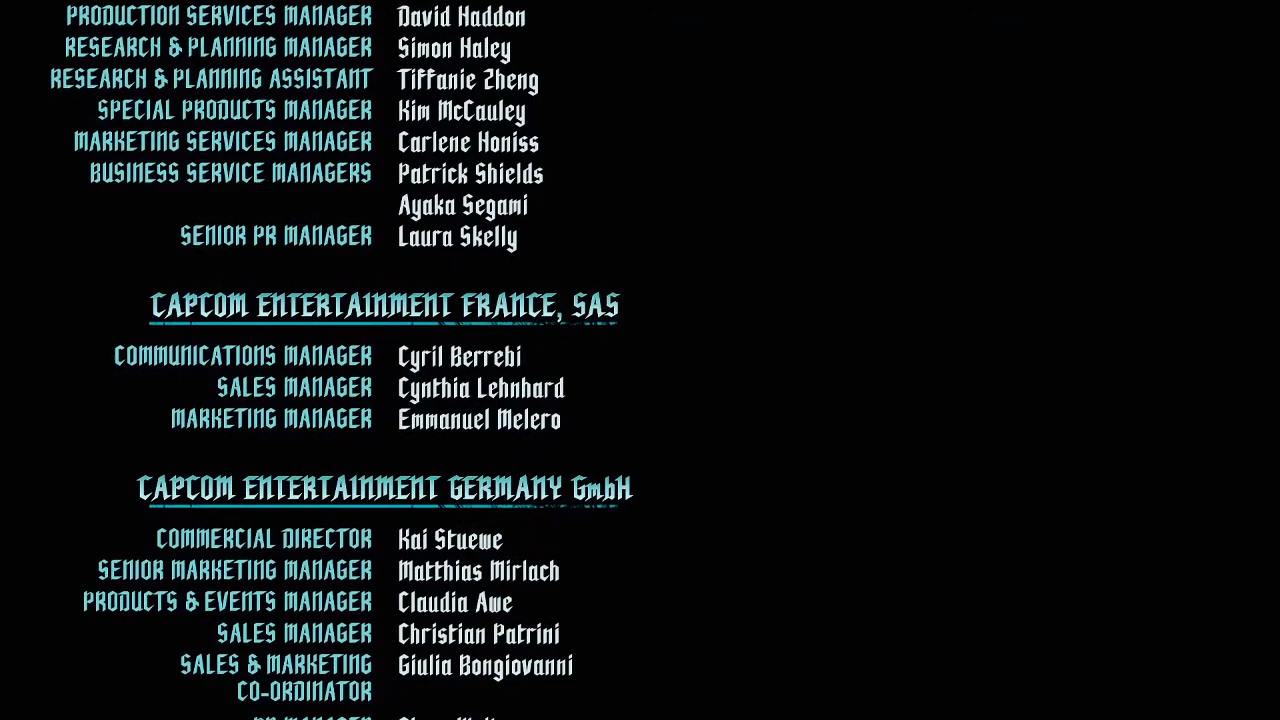 PRODUCTION SERVICES MANAGER David Haddon
RESEARCH & PLANNING MANAGER Simon Haley
RESEARCH & PLANNING ASSISTANT Tiffanie Zheng
SPECIAL PRODUCTS MANAGER Kim McCauley
MARKETING SERVICES MANAGER Carlene Honiss
BUSINESS SERVICE MANAGERS Patrick Shields
Ayaka Segami
SENIOR PR MANAGER Laura Skelly
CAPCOM ENTERTAINMENT FRANCE, SAS
COMMUNICATIONS MANAGER Cyril Berrebi
SALES MANAGER Cynthia Lehnhard
MARKETING MANAGER Emmanuel Melero
CAPCOM ENTERTAINMENT GERMANY GmbH
COMMERCIAL DIRECTOR Kai Stuewe
SENIOR MARKETING MANAGER Matthias Mirlach
PRODUCTS & EVENTS MANAGER Claudia Awe
SALES MANAGER Christian Patrini
SALES & MARKETING Giulia Bongiovanni
CO-ORDINATOR
PR MANAGER